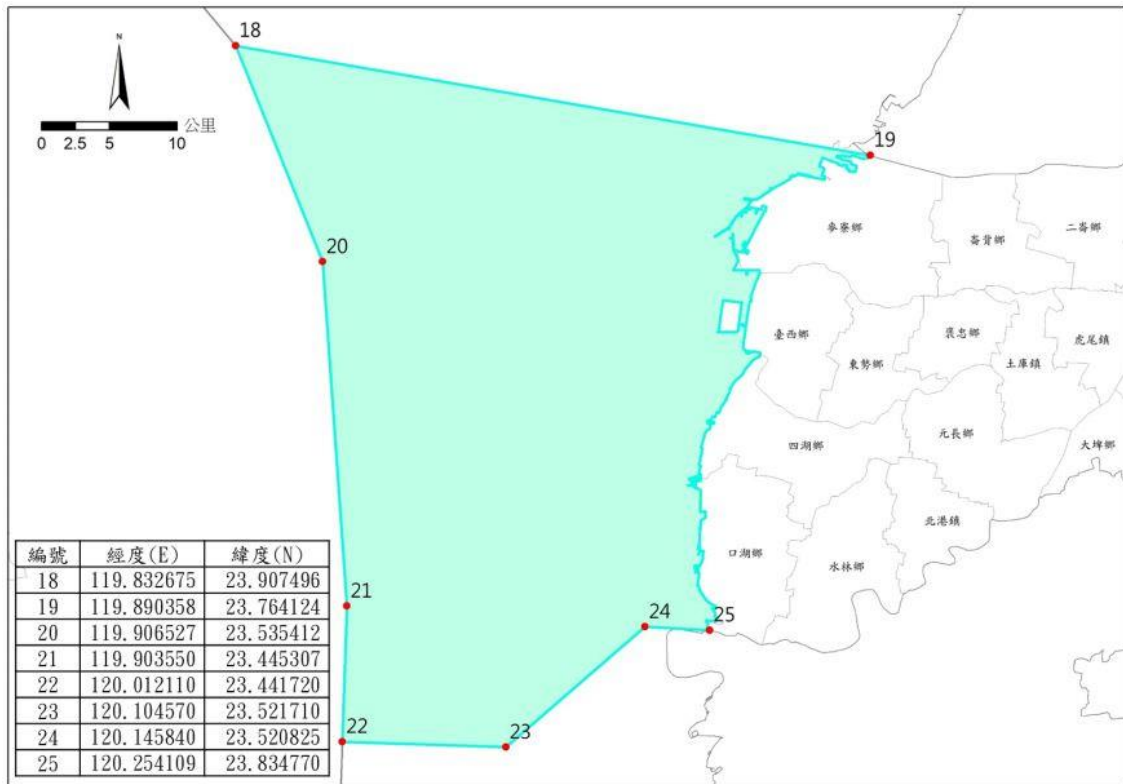 18
N
0 2.5 5 10 公里
19
麥寮鄉
崙背鄉
二崙鄉
20
臺西鄉
東勢鄉
褒忠鄉
土庫鎮
虎尾鎮
四湖鄉
元長鄉
大埤鄉
北港鎮
口湖鄉
水林鄉
21
24
25
22
23
編號 經度(E) 緯度(N)
18 119.832675 23.907496
19 119.890358 23.764124
20 119.906527 23.535412
21 119.903550 23.445307
22 120.012110 23.441720
23 120.104570 23.521710
24 120.145840 23.520825
25 120.254109 23.834770